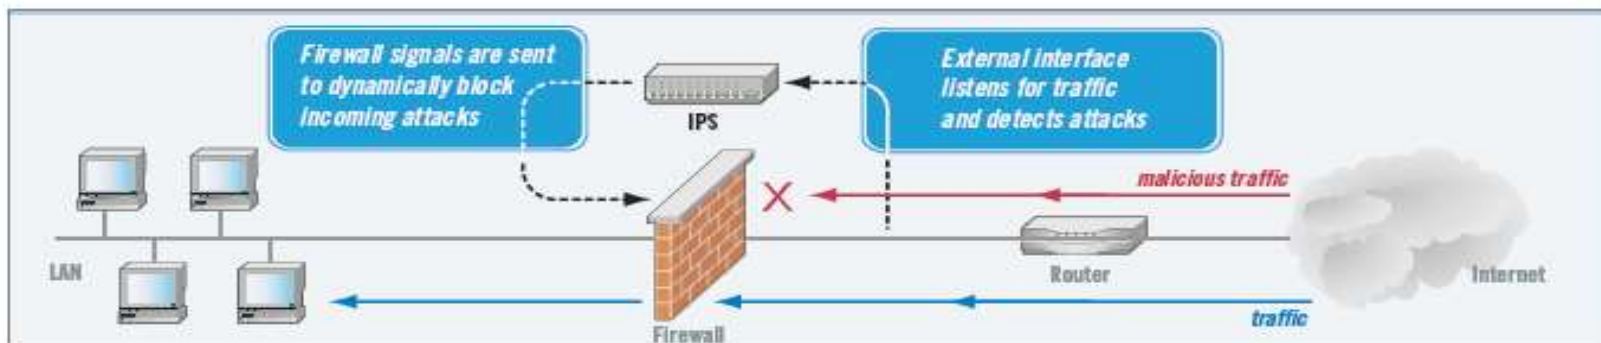 Firewall signals are sent
to dynamically block
incoming attacks
IPS
External interface
listens for traffic
and detects attacks
malicious traffic
LAN
Router
Internet
traffic
Firewall